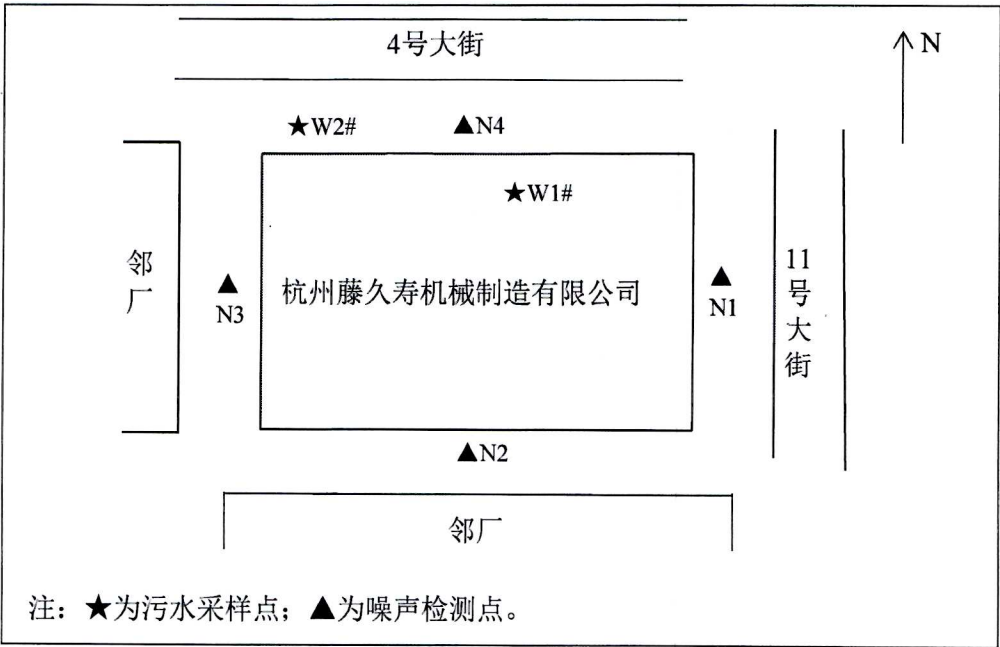 4号大街
N
★W2#
▲N4
★W1#
邻厂
▲
N3
杭州藤久寿机械制造有限公司
▲
N1
11号大街
▲N2
邻厂
注：★为污水采样点；▲为噪声检测点。